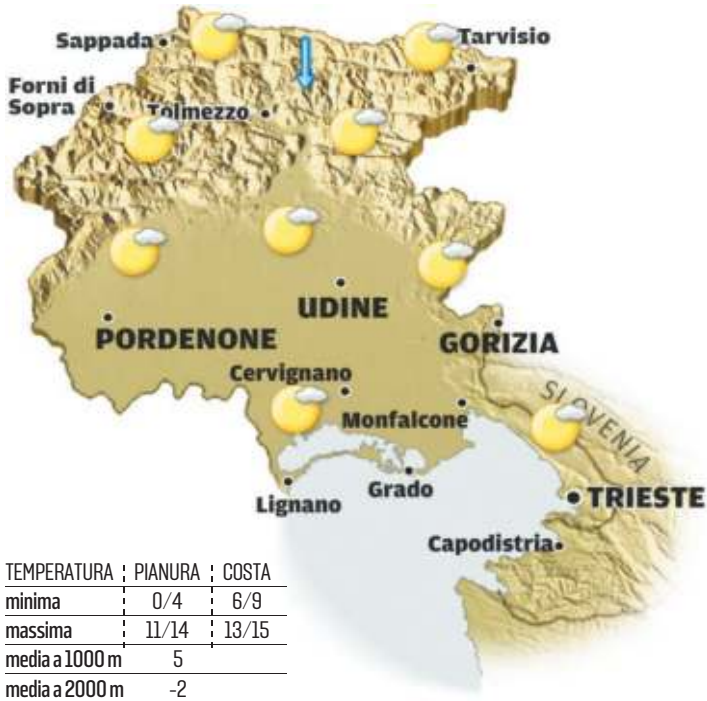 Sappada
Tarvisio
Forni di
Sopra
Tolmezzo
UDINE
PORDENONE
GORIZIA
Cervignano
SLOVENIA
Monfalcone
Grado
Lignano
TRIESTE
Capodistria
TEMPERATURA PIANURA COSTA
minima 0/4 6/9
massima 11/14 13/15
media a 1000 m 5
media a 2000 m -2